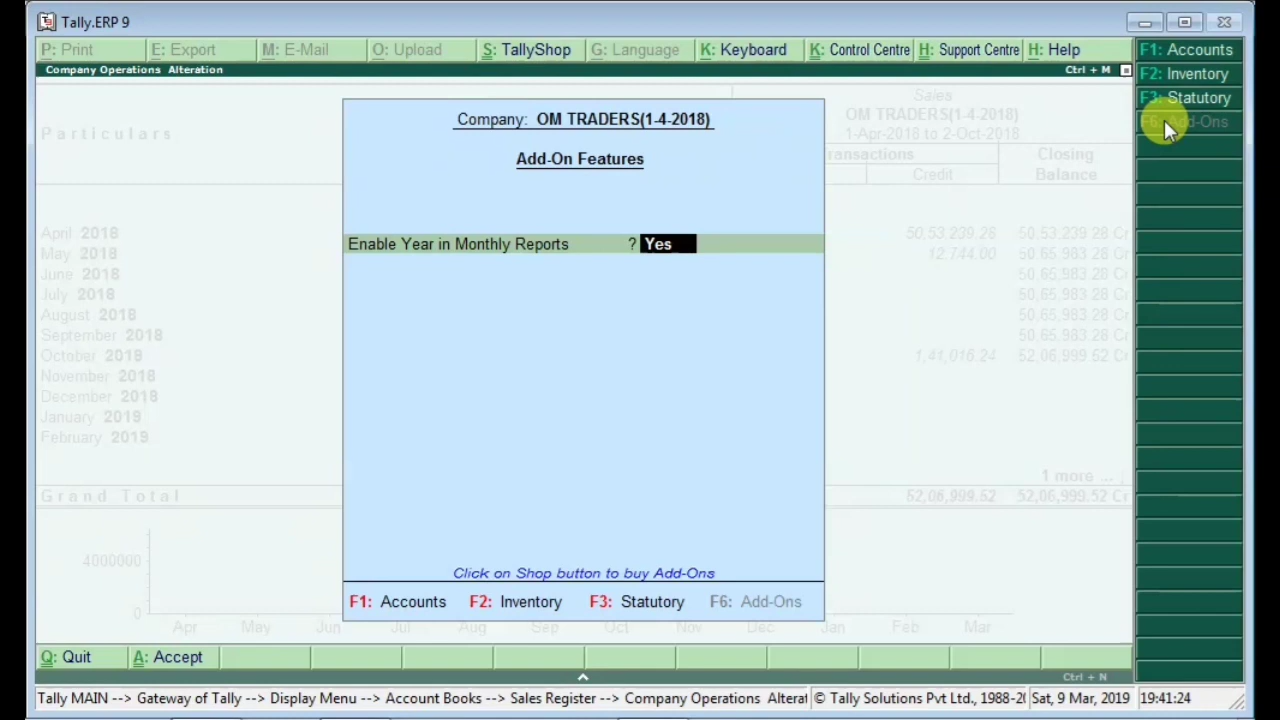 Tally.ERP 9
P: Print E: Export M: E-Mail O: Upload S: TallyShop G: Language K: Keyboard K: Control Centre H: Support Centre H: Help F1: Accounts
Company Operations Alteration Ctrl + M
F2: Inventory
F3: Statutory
F6: Add-Ons
Company: OM TRADERS(1-4-2018)
Add-On Features
Enable Year in Monthly Reports ? Yes
Particulars
Sales
OM TRADERS(1-4-2018)
1-Apr-2018 to 2-Oct-2018
ransactions Closing
Credit Balance
April 2018 50,53,239.28 50,53,239.28 Cr
May 2018 12,744.00 50,65,983.28 Cr
June 2018 50,65,983.28 Cr
July 2018 50,65,983.28 Cr
August 2018 50,65,983.28 Cr
September 2018 50,65,983.28 Cr
October 2018 1,41,016.24 52,06,999.52 Cr
November 2018
December 2018
January 2019
February 2019
1 more ...
Grand Total 52,06,999.52 52,06,999.52 Cr
4000000
0
Apr May Jun Jul Aug Sep Oct Nov Dec Jan Feb Mar
Click on Shop button to buy Add-Ons
F1: Accounts F2: Inventory F3: Statutory F6: Add-Ons
Q: Quit A: Accept
Ctrl + N
Tally MAIN --> Gateway of Tally --> Display Menu --> Account Books --> Sales Register --> Company Operations Alterat © Tally Solutions Pvt Ltd., 1988-20 Sat, 9 Mar, 2019 19:41:24